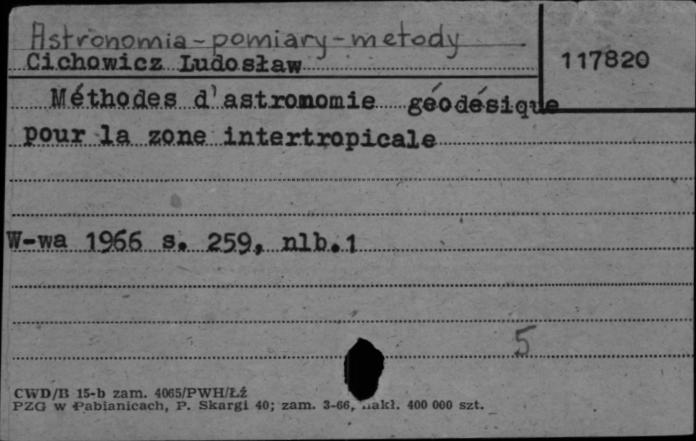 Astronomia - pomiary - metody
Cichowicz Ludosław
117820
Méthodes d'astronomie géodésique
pour la zone intertropicale
W-wa 1966 s. 259, nlb.1
5
CWD/B 15-b zam. 4065/PWH/Łź
PZG w Pabianicach, P. Skargi 40; zam. 3-66, nakł. 400 000 szt.